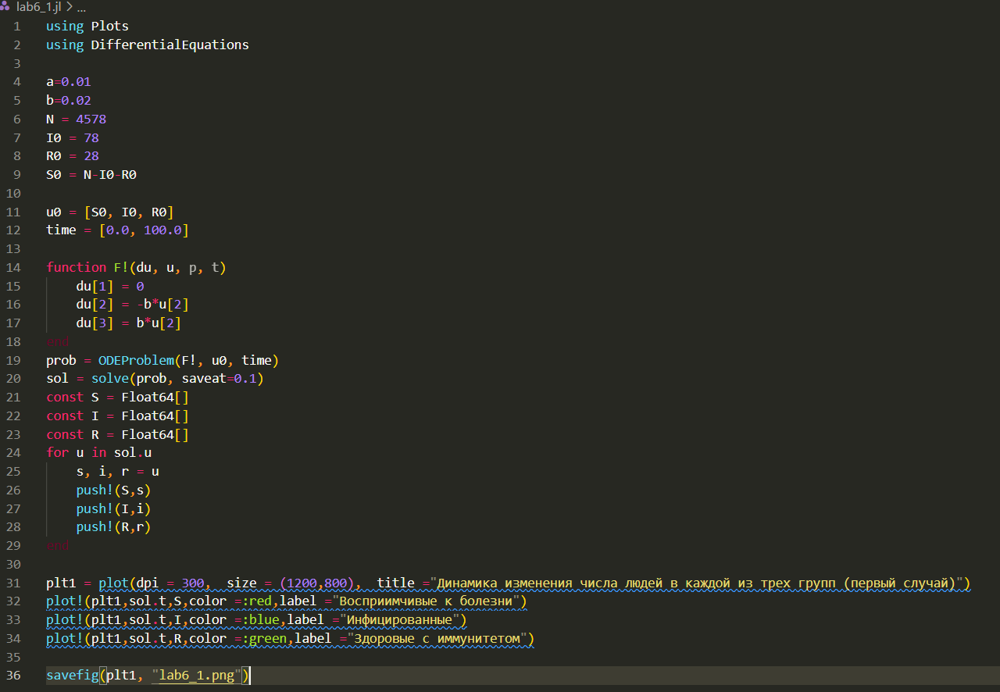 lab6_1.jl > ...
1 using Plots
2 using DifferentialEquations
3
4 a=0.01
5 b=0.02
6 N = 4578
7 I0 = 78
8 R0 = 28
9 S0 = N-I0-R0
10
11 u0 = [S0, I0, R0]
12 time = [0.0, 100.0]
13
14 function F!(du, u, p, t)
15     du[1] = 0
16     du[2] = -b*u[2]
17     du[3] = b*u[2]
18 end
19 prob = ODEProblem(F!, u0, time)
20 sol = solve(prob, saveat=0.1)
21 const S = Float64[]
22 const I = Float64[]
23 const R = Float64[]
24 for u in sol.u
25     s, i, r = u
26     push!(S,s)
27     push!(I,i)
28     push!(R,r)
29 end
30
31 plt1 = plot(dpi = 300,  size = (1200,800),  title ="Динамика изменения числа людей в каждой из трех групп (первый случай)")
32 plot!(plt1,sol.t,S,color =:red,label ="Восприимчивые к болезни")
33 plot!(plt1,sol.t,I,color =:blue,label ="Инфицированные")
34 plot!(plt1,sol.t,R,color =:green,label ="Здоровые с иммунитетом")
35
36 savefig(plt1, "lab6_1.png")